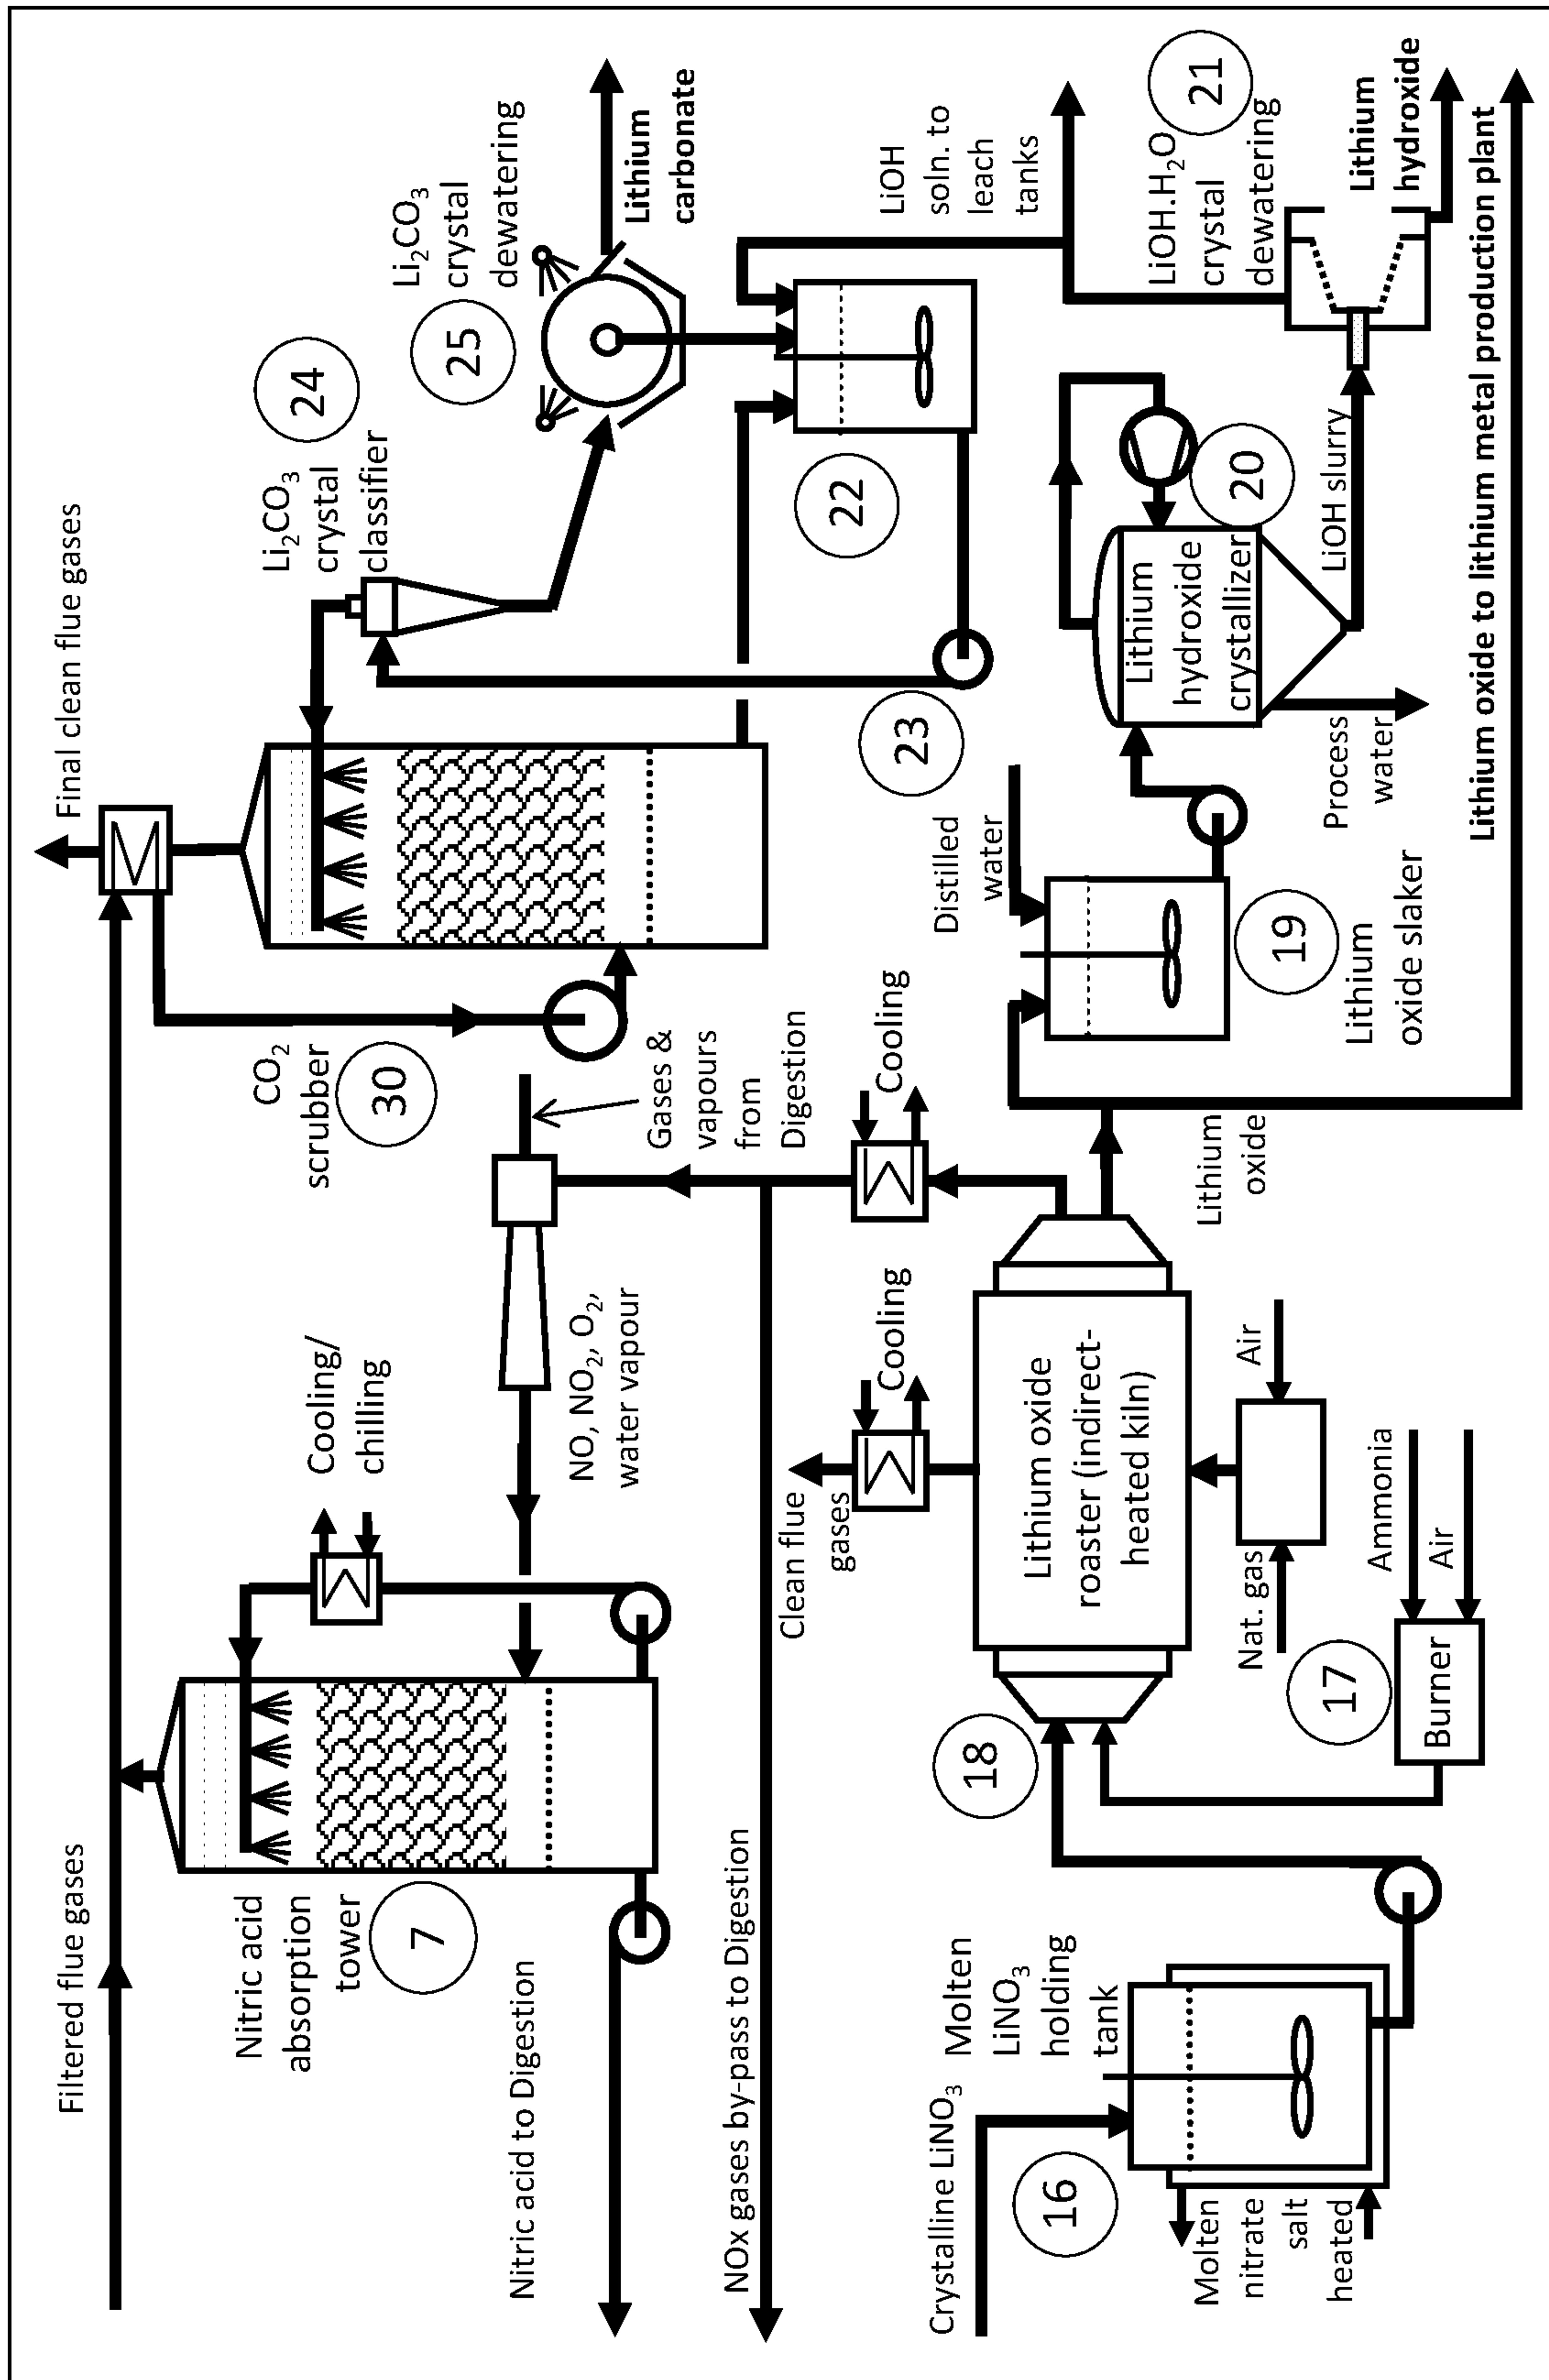 Filtered flue gases
Final clean flue gases
Nitric acid
absorption
tower
7
Cooling/
chilling
CO2
scrubber
30
Li2CO3
crystal
classifier
24
Li2CO3
crystal
dewatering
25
Lithium
carbonate
Nitric acid to Digestion
NO, NO2, O2,
water vapour
Gases &
vapours
from
Digestion
NOx gases by-pass to Digestion
23
22
LiOH
soln. to
leach
tanks
Clean flue
gases
Cooling
Cooling
Crystalline LiNO3
Molten
LiNO3
holding
tank
16
Molten
nitrate
salt
heated
18
Lithium oxide
roaster (indirect-
heated kiln)
Lithium
oxide
Distilled
water
19
Lithium
oxide slaker
Lithium
hydroxide
crystallizer
20
Process
water
LiOH slurry
LiOH.H2O
crystal
dewatering
21
Lithium
hydroxide
Nat. gas
Air
17
Burner
Ammonia
Air
Lithium oxide to lithium metal production plant